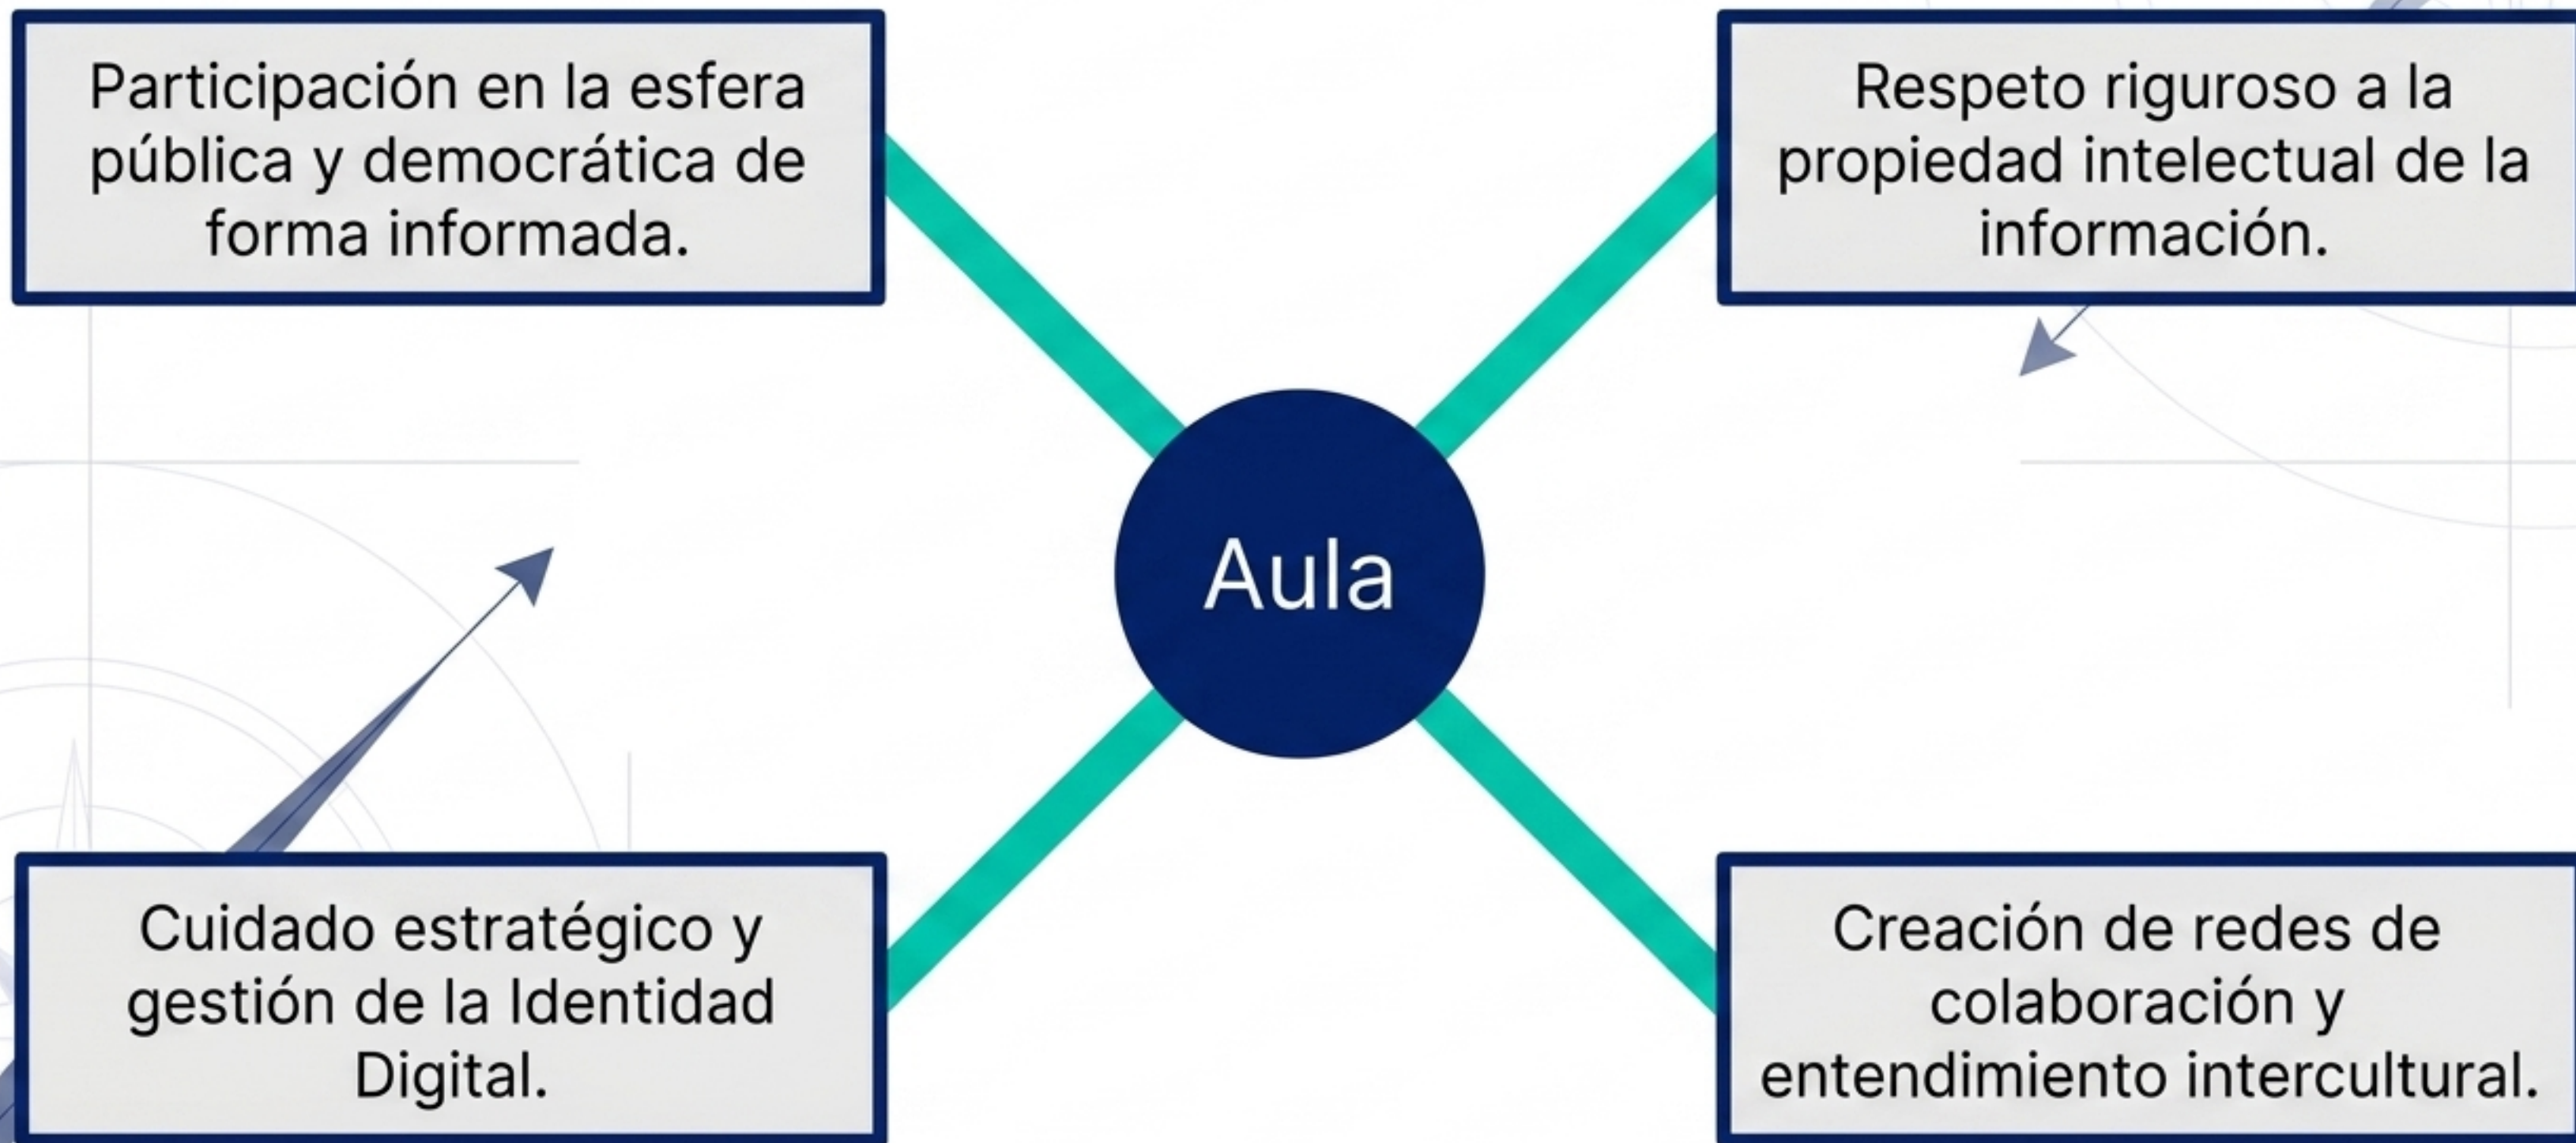 Participación en la esfera
pública y democrática de
forma informada.
Respeto riguroso a la
propiedad intelectual de la
información.
Aula
Cuidado estratégico y
gestión de la Identidad
Digital.
Creación de redes de
colaboración y
entendimiento intercultural.